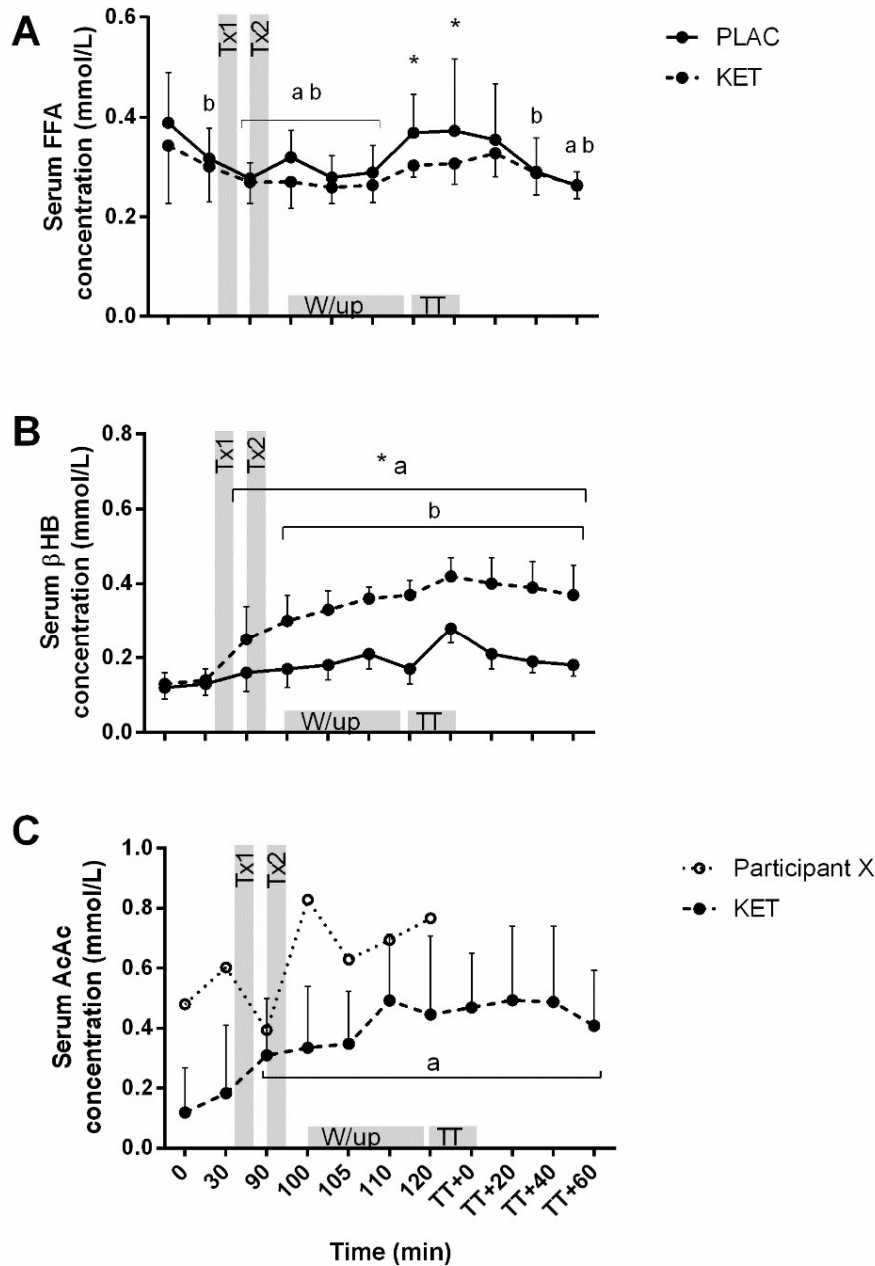 A
Serum FFA
concentration (mmol/L)
0.6
0.4
0.2
0.0
Tx1
Tx2
b
a b
*
*
b
a b
W/up
TT
PLAC
KET
B
Serum βHB
concentration (mmol/L)
0.8
0.6
0.4
0.2
0.0
Tx1
Tx2
* a
b
W/up
TT
C
Serum AcAc
concentration (mmol/L)
1.0
0.8
0.6
0.4
0.2
0.0
Tx1
Tx2
a
W/up
TT
Participant X
KET
0
30
90
100
105
110
120
TT+0
TT+20
TT+40
TT+60
Time (min)